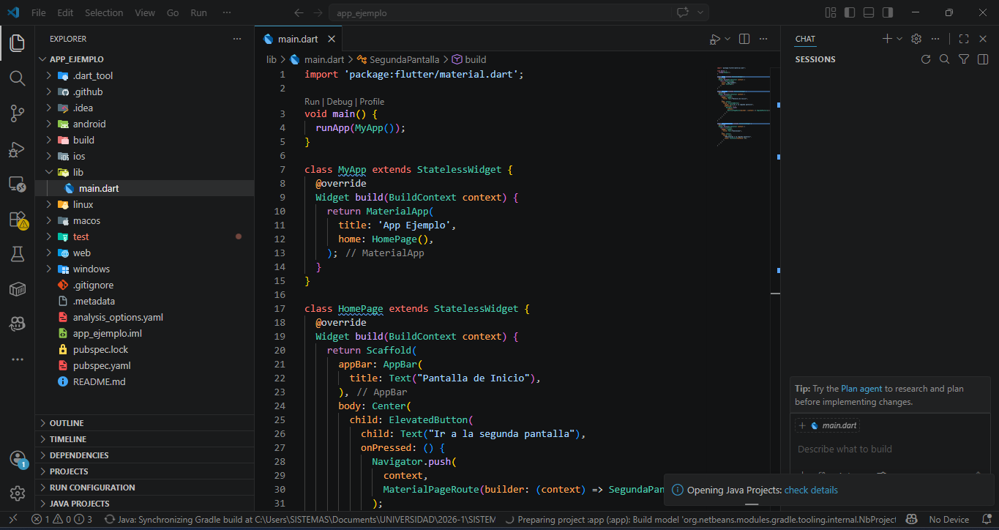 File Edit Selection View Go Run ··· app_ejemplo
EXPLORER ···
APP_EJEMPLO
.dart_tool
.github
.idea
android
build
ios
lib
main.dart
linux
macos
test
web
windows
.gitignore
.metadata
analysis_options.yaml
app_ejemplo.iml
pubspec.lock
pubspec.yaml
README.md
OUTLINE
TIMELINE
DEPENDENCIES
PROJECTS
RUN CONFIGURATION
JAVA PROJECTS
main.dart
lib > main.dart > SegundaPantalla > build
1 import 'package:flutter/material.dart';
2
Run | Debug | Profile
3 void main() {
4 runApp(MyApp());
5 }
6
7 class MyApp extends StatelessWidget {
8 @override
9 Widget build(BuildContext context) {
10 return MaterialApp(
11 title: 'App Ejemplo',
12 home: HomePage(),
13 ); // MaterialApp
14 }
15 }
16
17 class HomePage extends StatelessWidget {
18 @override
19 Widget build(BuildContext context) {
20 return Scaffold(
21 appBar: AppBar(
22 title: Text("Pantalla de Inicio"),
23 ), // AppBar
24 body: Center(
25 child: ElevatedButton(
26 child: Text("Ir a la segunda pantalla"),
27 onPressed: () {
28 Navigator.push(
29 context,
30 MaterialPageRoute(builder: (context) => SegundaPan
31 );
CHAT
SESSIONS
Tip: Try the Plan agent to research and plan
before implementing changes.
main.dart
Describe what to build
Opening Java Projects: check details
1
1 0 3 Java: Synchronizing Gradle build at C:\Users\SISTEMAS\Documents\UNIVERSIDAD\2026-1\SISTEM Preparing project :app (:app): Build model 'org.netbeans.modules.gradle.tooling.internal.NbProject No Device